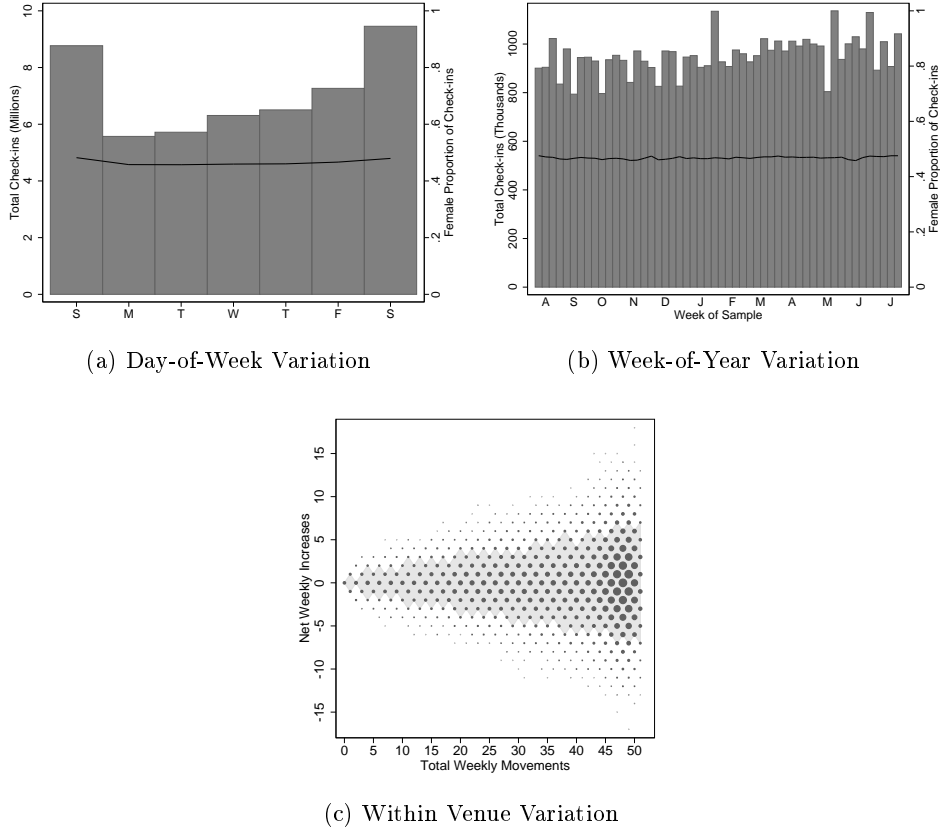 Total Check-ins (Millions)
0 2 4 6 8 10
Female Proportion of Check-ins
0 .2 .4 .6 .8 1
S M T W T F S
(a) Day-of-Week Variation
Total Check-ins (Thousands)
0 200 400 600 800 1000
Female Proportion of Check-ins
0 .2 .4 .6 .8 1
A S O N D J F M A M J J
Week of Sample
(b) Week-of-Year Variation
Net Weekly Increases
-15 -10 -5 0 5 10 15
0 5 10 15 20 25 30 35 40 45 50
Total Weekly Movements
(c) Within Venue Variation